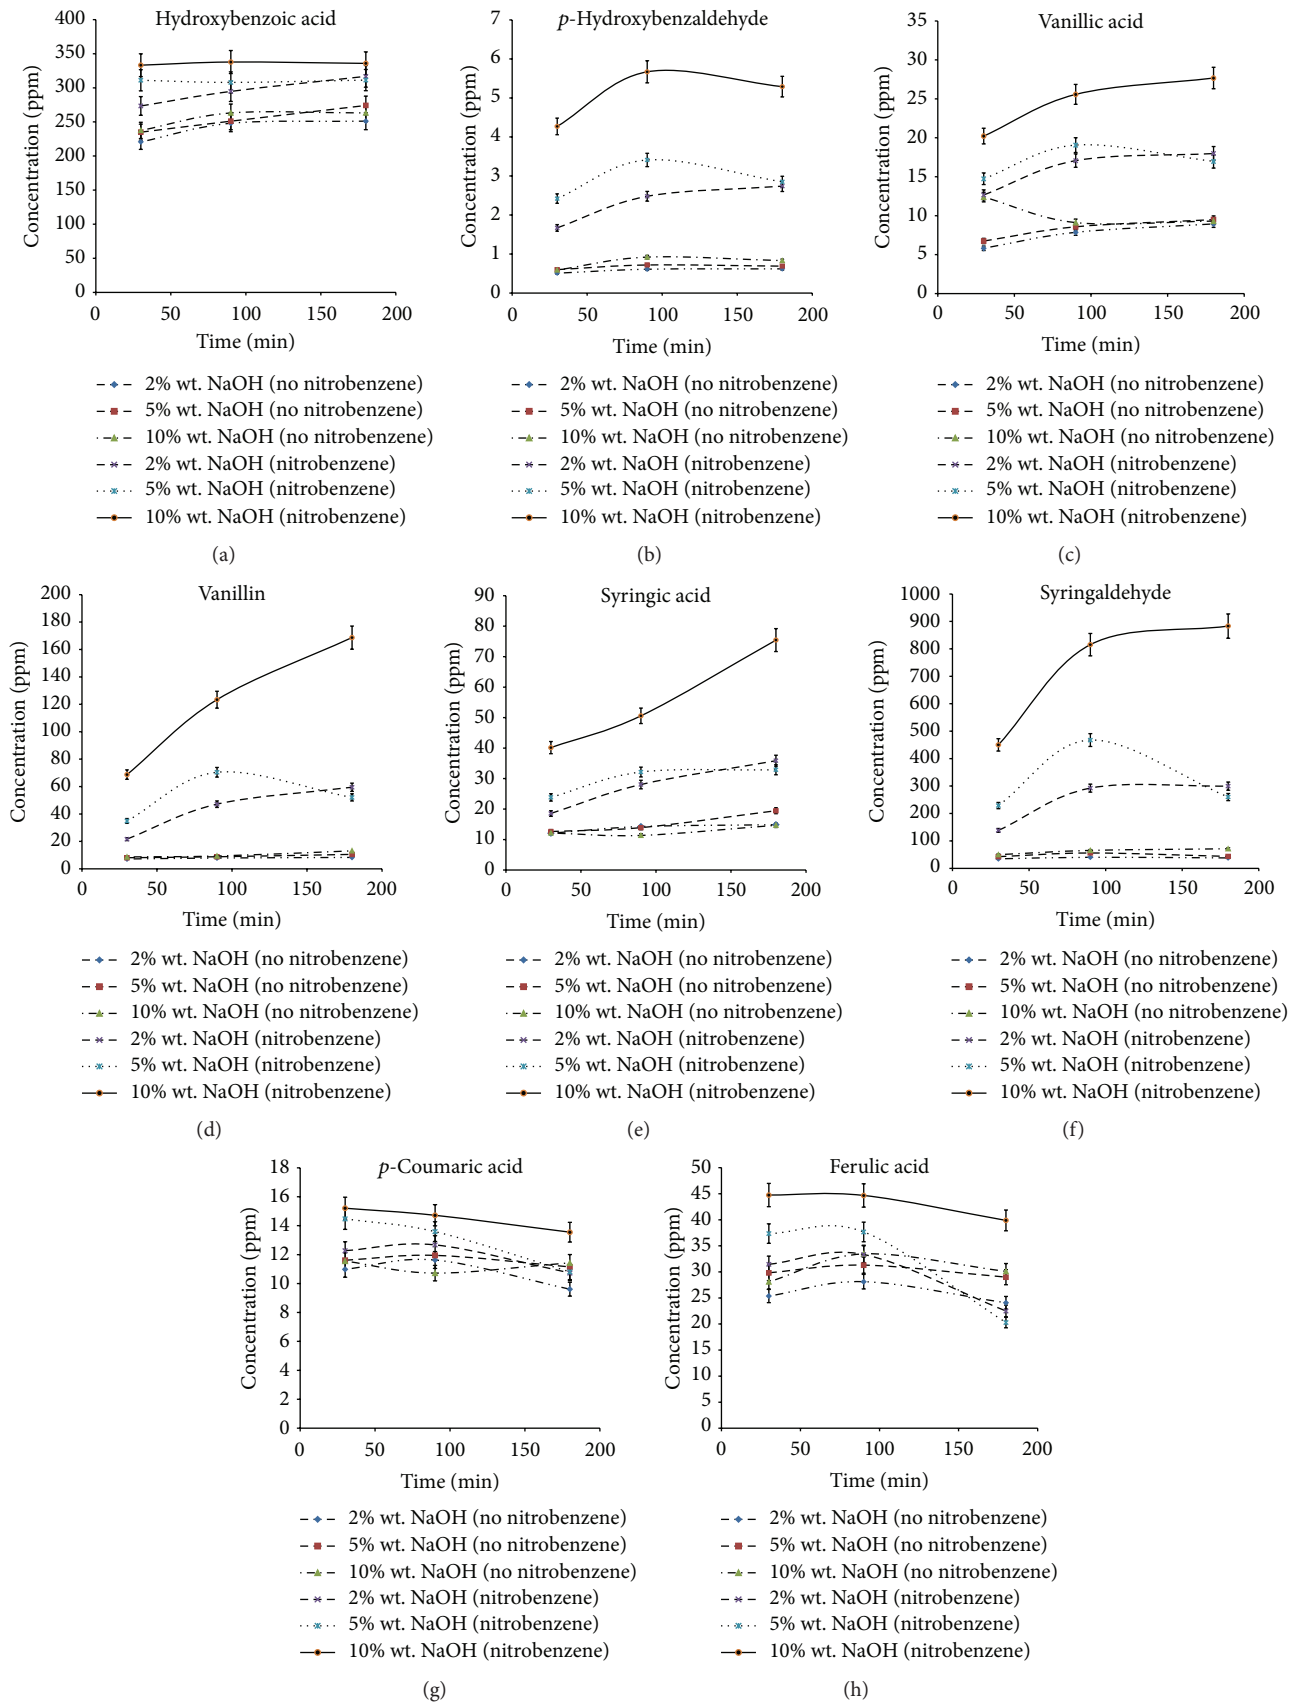 Hydroxybenzoic acid
400
350
300
250
200
150
100
50
0
Concentration (ppm)
0 50 100 150 200
Time (min)
2% wt. NaOH (no nitrobenzene)
5% wt. NaOH (no nitrobenzene)
10% wt. NaOH (no nitrobenzene)
2% wt. NaOH (nitrobenzene)
5% wt. NaOH (nitrobenzene)
10% wt. NaOH (nitrobenzene)
(a)
p-Hydroxybenzaldehyde
7
6
5
4
3
2
1
0
Concentration (ppm)
0 50 100 150 200
Time (min)
2% wt. NaOH (no nitrobenzene)
5% wt. NaOH (no nitrobenzene)
10% wt. NaOH (no nitrobenzene)
2% wt. NaOH (nitrobenzene)
5% wt. NaOH (nitrobenzene)
10% wt. NaOH (nitrobenzene)
(b)
Vanillic acid
35
30
25
20
15
10
5
0
Concentration (ppm)
0 50 100 150 200
Time (min)
2% wt. NaOH (no nitrobenzene)
5% wt. NaOH (no nitrobenzene)
10% wt. NaOH (no nitrobenzene)
2% wt. NaOH (nitrobenzene)
5% wt. NaOH (nitrobenzene)
10% wt. NaOH (nitrobenzene)
(c)
Vanillin
200
180
160
140
120
100
80
60
40
20
0
Concentration (ppm)
0 50 100 150 200
Time (min)
2% wt. NaOH (no nitrobenzene)
5% wt. NaOH (no nitrobenzene)
10% wt. NaOH (no nitrobenzene)
2% wt. NaOH (nitrobenzene)
5% wt. NaOH (nitrobenzene)
10% wt. NaOH (nitrobenzene)
(d)
Syringic acid
90
80
70
60
50
40
30
20
10
0
Concentration (ppm)
0 50 100 150 200
Time (min)
2% wt. NaOH (no nitrobenzene)
5% wt. NaOH (no nitrobenzene)
10% wt. NaOH (no nitrobenzene)
2% wt. NaOH (nitrobenzene)
5% wt. NaOH (nitrobenzene)
10% wt. NaOH (nitrobenzene)
(e)
Syringaldehyde
1000
900
800
700
600
500
400
300
200
100
0
Concentration (ppm)
0 50 100 150 200
Time (min)
2% wt. NaOH (no nitrobenzene)
5% wt. NaOH (no nitrobenzene)
10% wt. NaOH (no nitrobenzene)
2% wt. NaOH (nitrobenzene)
5% wt. NaOH (nitrobenzene)
10% wt. NaOH (nitrobenzene)
(f)
p-Coumaric acid
18
16
14
12
10
8
6
4
2
0
Concentration (ppm)
0 50 100 150 200
Time (min)
2% wt. NaOH (no nitrobenzene)
5% wt. NaOH (no nitrobenzene)
10% wt. NaOH (no nitrobenzene)
2% wt. NaOH (nitrobenzene)
5% wt. NaOH (nitrobenzene)
10% wt. NaOH (nitrobenzene)
(g)
Ferulic acid
50
45
40
35
30
25
20
15
10
5
0
Concentration (ppm)
0 50 100 150 200
Time (min)
2% wt. NaOH (no nitrobenzene)
5% wt. NaOH (no nitrobenzene)
10% wt. NaOH (no nitrobenzene)
2% wt. NaOH (nitrobenzene)
5% wt. NaOH (nitrobenzene)
10% wt. NaOH (nitrobenzene)
(h)